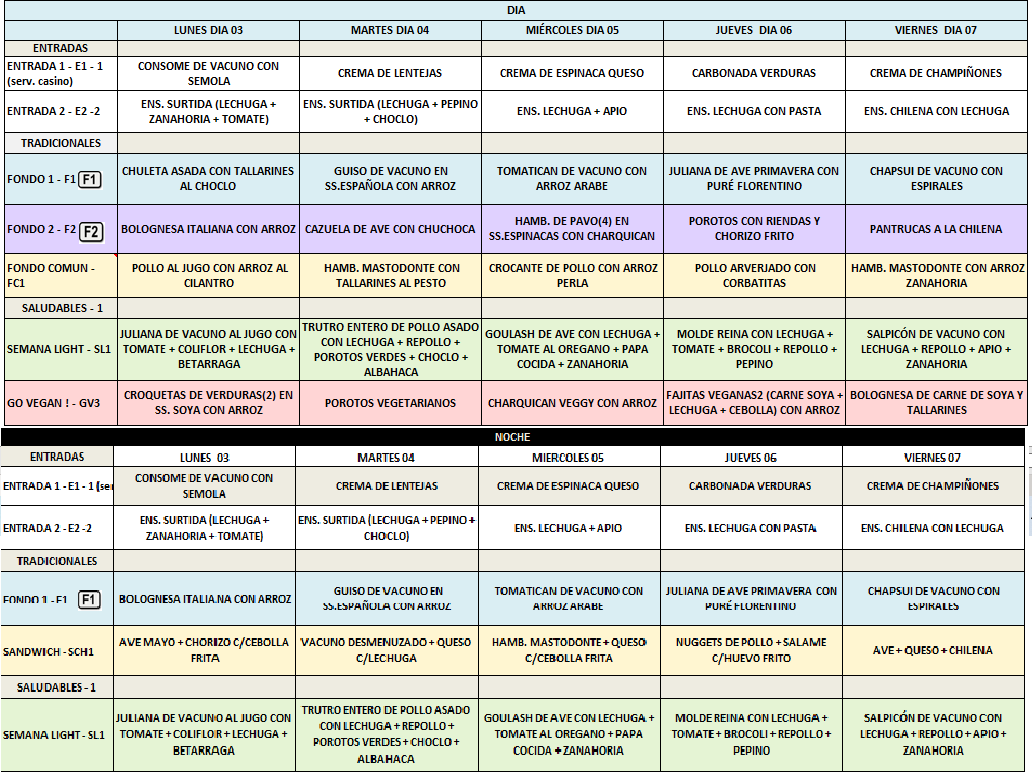 DIA
LUNES DIA 03 MARTES DIA 04 MIÉRCOLES DIA 05 JUEVES DIA 06 VIERNES DIA 07
ENTRADAS
ENTRADA 1 - E1 - 1 (serv. casino) CONSOME DE VACUNO CON SEMOLA CREMA DE LENTEJAS CREMA DE ESPINACA QUESO CARBONADA VERDURAS CREMA DE CHAMPIÑONES
ENTRADA 2 - E2 -2 ENS. SURTIDA (LECHUGA + ZANAHORIA + TOMATE) ENS. SURTIDA (LECHUGA + PEPINO + CHOCLO) ENS. LECHUGA + APIO ENS. LECHUGA CON PASTA ENS. CHILENA CON LECHUGA
TRADICIONALES
FONDO 1 - F1 F1 CHULETA ASADA CON TALLARINES AL CHOCLO GUISO DE VACUNO EN SS.ESPAÑOLA CON ARROZ TOMATICAN DE VACUNO CON ARROZ ARABE JULIANA DE AVE PRIMAVERA CON PURÉ FLORENTINO CHAPSUI DE VACUNO CON ESPIRALES
FONDO 2 - F2 F2 BOLOGNESA ITALIANA CON ARROZ CAZUELA DE AVE CON CHUCHOCA HAMB. DE PAVO(4) EN SS.ESPINACAS CON CHARQUICAN POROTOS CON RIENDAS Y CHORIZO FRITO PANTRUCAS A LA CHILENA
FONDO COMUN - FC1 POLLO AL JUGO CON ARROZ AL CILANTRO HAMB. MASTODONTE CON TALLARINES AL PESTO CROCANTE DE POLLO CON ARROZ PERLA POLLO ARVERJADO CON CORBATITAS HAMB. MASTODONTE CON ARROZ ZANAHORIA
SALUDABLES - 1
SEMANA LIGHT - SL1 JULIANA DE VACUNO AL JUGO CON TOMATE + COLIFLOR + LECHUGA + BETARRAGA TRUTRO ENTERO DE POLLO ASADO CON LECHUGA + REPOLLO + POROTOS VERDES + CHOCLO + ALBAHACA GOULASH DE AVE CON LECHUGA + TOMATE AL OREGANO + PAPA COCIDA + ZANAHORIA MOLDE REINA CON LECHUGA + TOMATE + BROCOLI + REPOLLO + PEPINO SALPICÓN DE VACUNO CON LECHUGA + REPOLLO + APIO + ZANAHORIA
GO VEGAN ! - GV3 CROQUETAS DE VERDURAS(2) EN SS. SOYA CON ARROZ POROTOS VEGETARIANOS CHARQUICAN VEGGY CON ARROZ FAJITAS VEGANAS2 (CARNE SOYA + LECHUGA + CEBOLLA) CON ARROZ BOLOGNESA DE CARNE DE SOYA Y TALLARINES
NOCHE
ENTRADAS LUNES 03 MARTES 04 MIERCOLES 05 JUEVES 06 VIERNES 07
ENTRADA 1 - E1 - 1 (ser CONSOME DE VACUNO CON SEMOLA CREMA DE LENTEJAS CREMA DE ESPINACA QUESO CARBONADA VERDURAS CREMA DE CHAMPIÑONES
ENTRADA 2 - E2 -2 ENS. SURTIDA (LECHUGA + ZANAHORIA + TOMATE) ENS. SURTIDA (LECHUGA + PEPINO + CHOCLO) ENS. LECHUGA + APIO ENS. LECHUGA CON PASTA ENS. CHILENA CON LECHUGA
TRADICIONALES
FONDO 1 - F1 F1 BOLOGNESA ITALIANA CON ARROZ GUISO DE VACUNO EN SS.ESPAÑOLA CON ARROZ TOMATICAN DE VACUNO CON ARROZ ARABE JULIANA DE AVE PRIMAVERA CON PURÉ FLORENTINO CHAPSUI DE VACUNO CON ESPIRALES
SANDWICH - SCH1 AVE MAYO + CHORIZO C/CEBOLLA FRITA VACUNO DESMENUZADO + QUESO C/LECHUGA HAMB. MASTODONTE + QUESO C/CEBOLLA FRITA NUGGETS DE POLLO + SALAME C/HUEVO FRITO AVE + QUESO + CHILENA
SALUDABLES - 1
SEMANA LIGHT - SL1 JULIANA DE VACUNO AL JUGO CON TOMATE + COLIFLOR + LECHUGA + BETARRAGA TRUTRO ENTERO DE POLLO ASADO CON LECHUGA + REPOLLO + POROTOS VERDES + CHOCLO + ALBAHACA GOULASH DE AVE CON LECHUGA + TOMATE AL OREGANO + PAPA COCIDA + ZANAHORIA MOLDE REINA CON LECHUGA + TOMATE + BROCOLI + REPOLLO + PEPINO SALPICÓN DE VACUNO CON LECHUGA + REPOLLO + APIO + ZANAHORIA